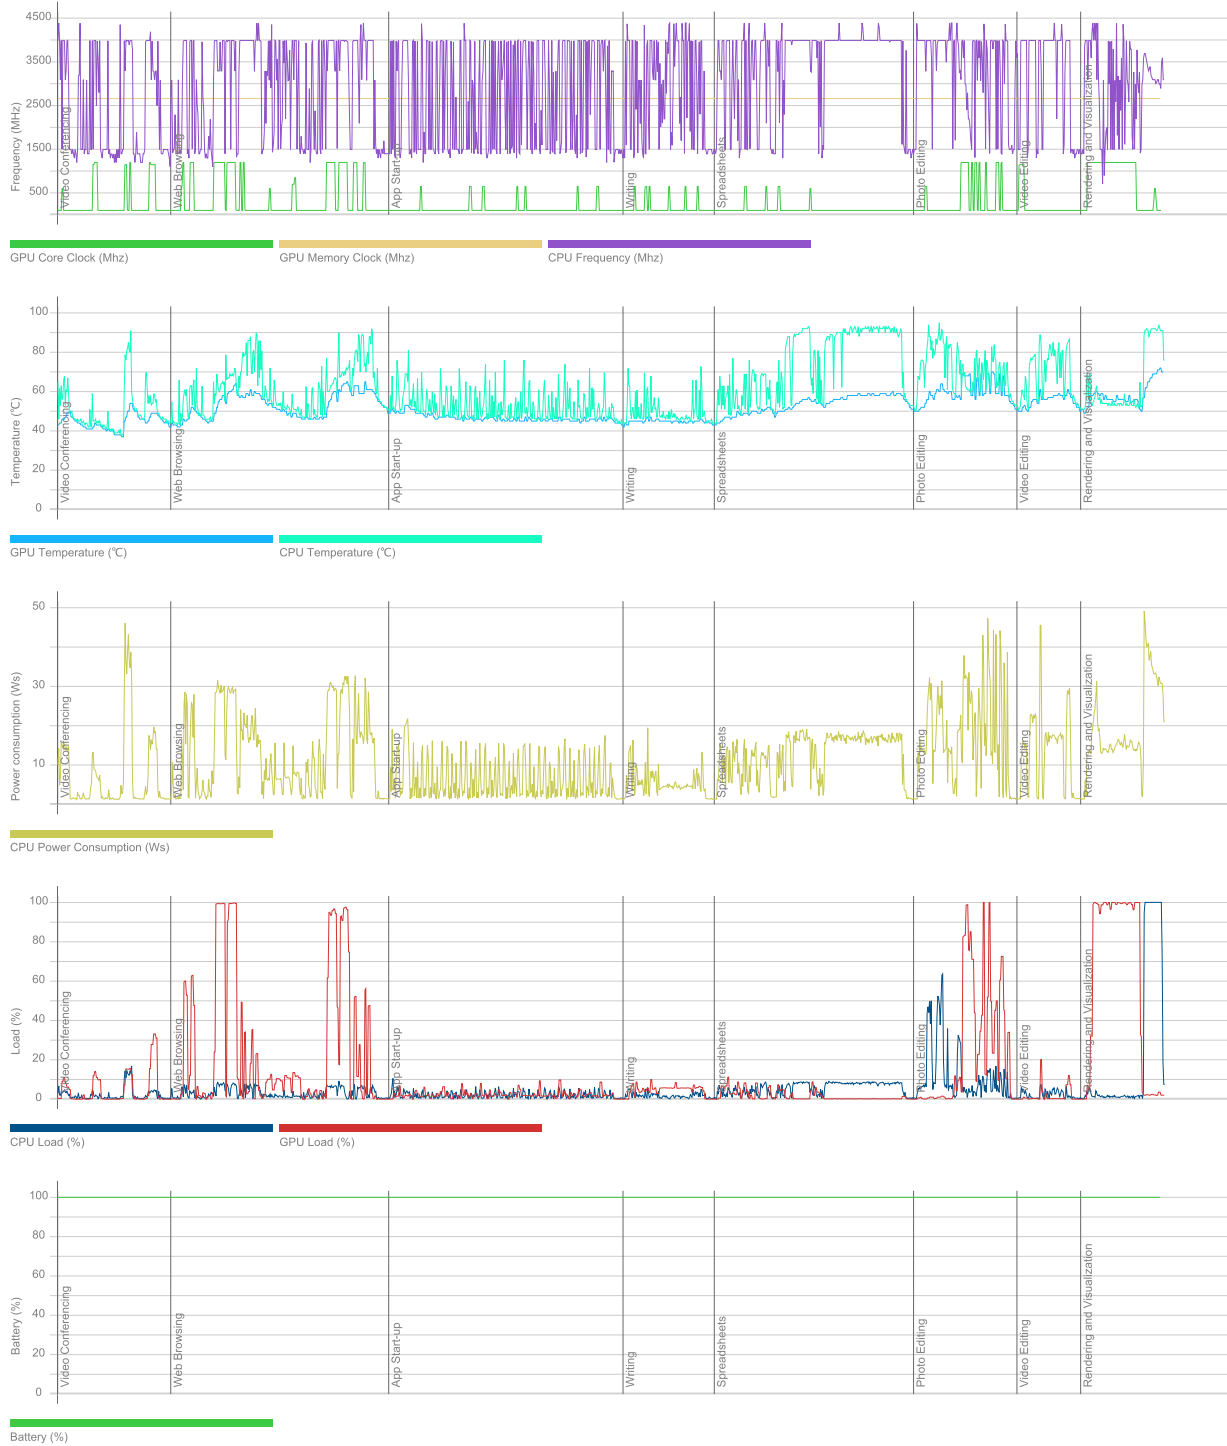 4500
3500
2500
1500
500
Frequency (MHz)
Video Conferencing
Web Browsing
App Start-up
Writing
Spreadsheets
Photo Editing
Video Editing
Rendering and Visualization
GPU Core Clock (Mhz)
GPU Memory Clock (Mhz)
CPU Frequency (Mhz)
100
80
60
40
20
0
Temperature (°C)
Video Conferencing
Web Browsing
App Start-up
Writing
Spreadsheets
Photo Editing
Video Editing
Rendering and Visualization
GPU Temperature (°C)
CPU Temperature (°C)
50
30
10
Power consumption (Ws)
Video Conferencing
Web Browsing
App Start-up
Writing
Spreadsheets
Photo Editing
Video Editing
Rendering and Visualization
CPU Power Consumption (Ws)
100
80
60
40
20
0
Load (%)
Video Conferencing
Web Browsing
App Start-up
Writing
Spreadsheets
Photo Editing
Video Editing
Rendering and Visualization
CPU Load (%)
GPU Load (%)
100
80
60
40
20
0
Battery (%)
Video Conferencing
Web Browsing
App Start-up
Writing
Spreadsheets
Photo Editing
Video Editing
Rendering and Visualization
Battery (%)